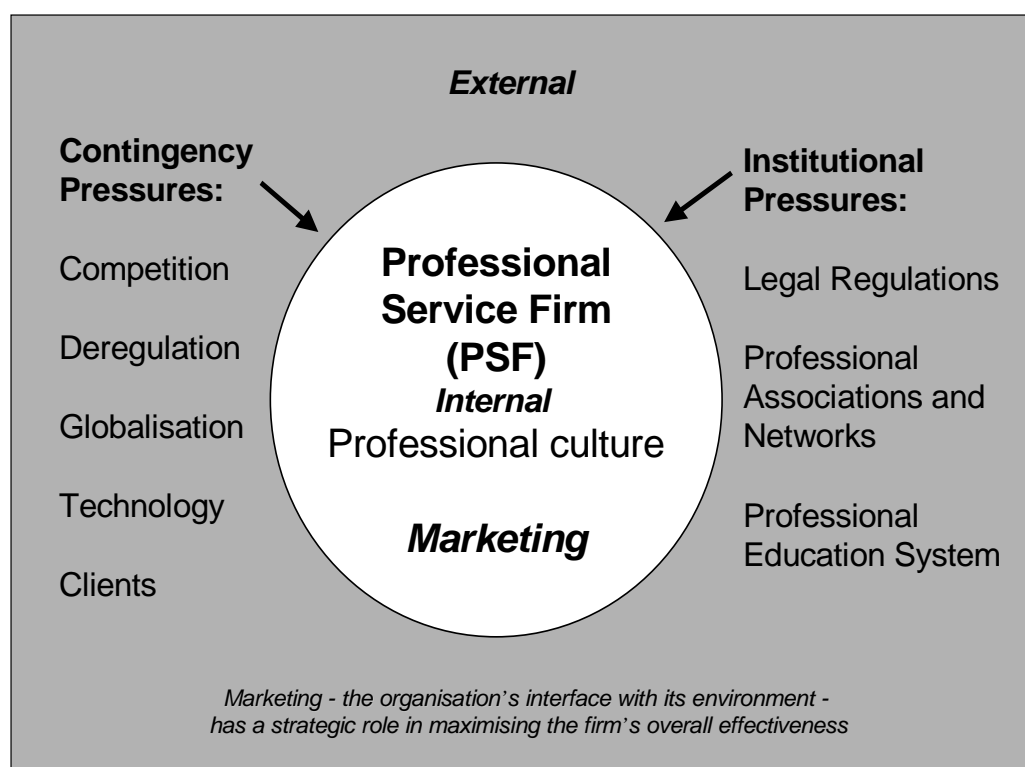 External
Contingency
Pressures:
Competition
Deregulation
Globalisation
Technology
Clients
Professional
Service Firm
(PSF)
Internal
Professional culture
Marketing
Institutional
Pressures:
Legal Regulations
Professional
Associations and
Networks
Professional
Education System
Marketing - the organisation’s interface with its environment -
has a strategic role in maximising the firm’s overall effectiveness